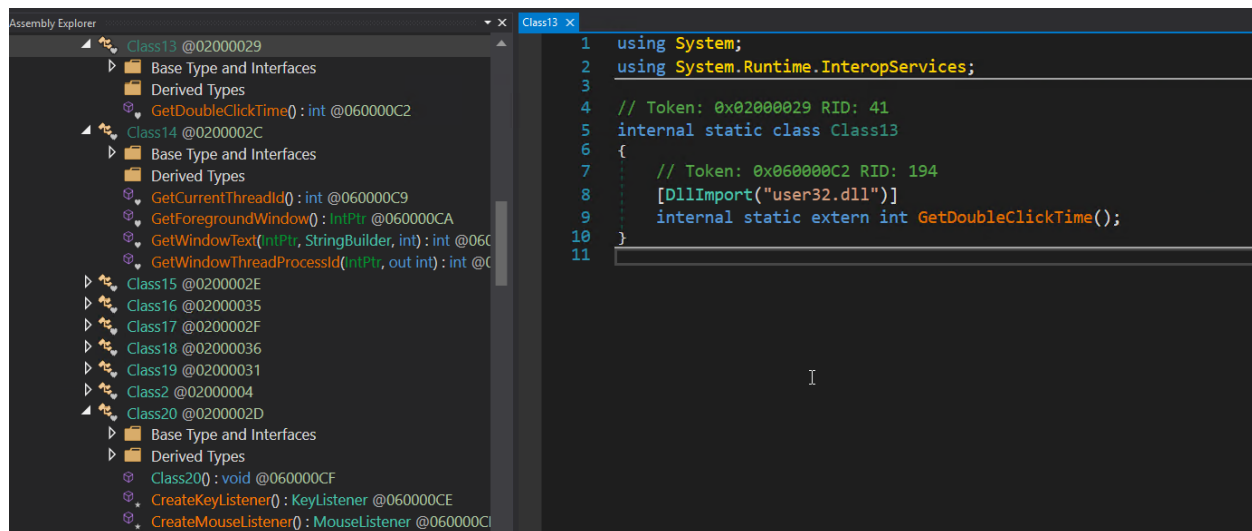 Assembly Explorer
Class13 @02000029
Base Type and Interfaces
Derived Types
GetDoubleClickTime() : int @060000C2
Class14 @0200002C
Base Type and Interfaces
Derived Types
GetCurrentThreadId() : int @060000C9
GetForegroundWindow() : IntPtr @060000CA
GetWindowText(IntPtr, StringBuilder, int) : int @060
GetWindowThreadProcessId(IntPtr, out int) : int @0
Class15 @0200002E
Class16 @02000035
Class17 @0200002F
Class18 @02000036
Class19 @02000031
Class2 @02000004
Class20 @0200002D
Base Type and Interfaces
Derived Types
Class20() : void @060000CF
CreateKeyListener() : KeyListener @060000CE
CreateMouseListener() : MouseListener @060000C
Class13
1 using System;
2 using System.Runtime.InteropServices;
3
4 // Token: 0x02000029 RID: 41
5 internal static class Class13
6 {
7 // Token: 0x060000C2 RID: 194
8 [DllImport("user32.dll")]
9 internal static extern int GetDoubleClickTime();
10 }
11